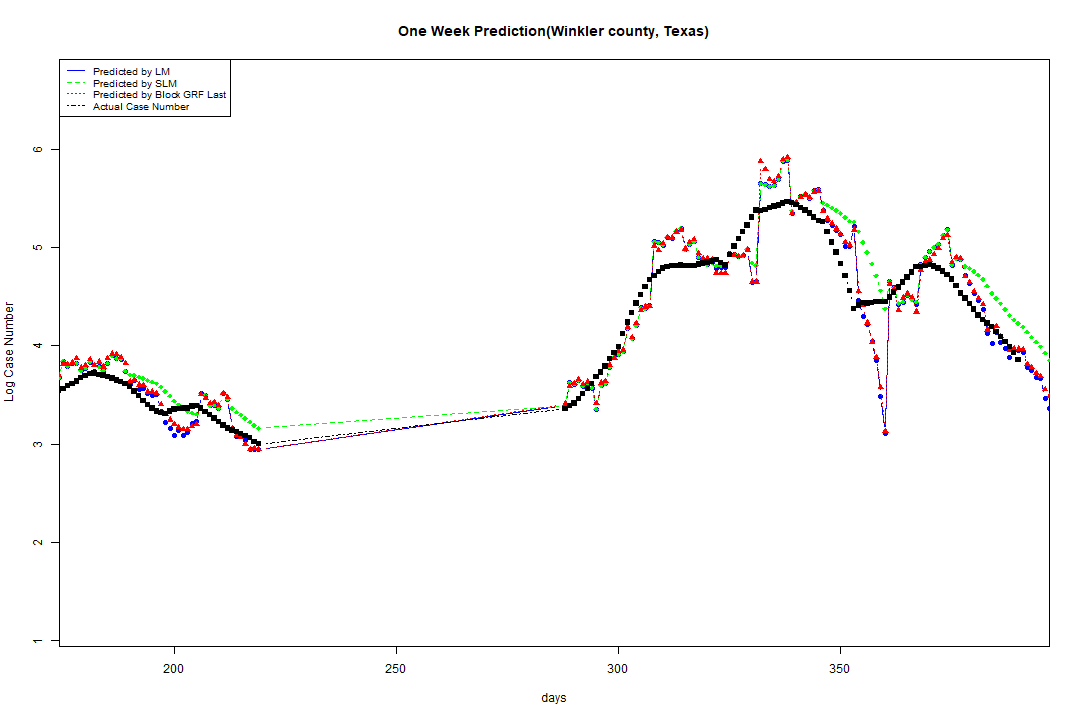 One Week Prediction(Winkler county, Texas)
Predicted by LM
Predicted by SLM
Predicted by Block GRF Last
Actual Case Number
6
5
4
3
2
1
Log Case Number
200
250
300
350
days